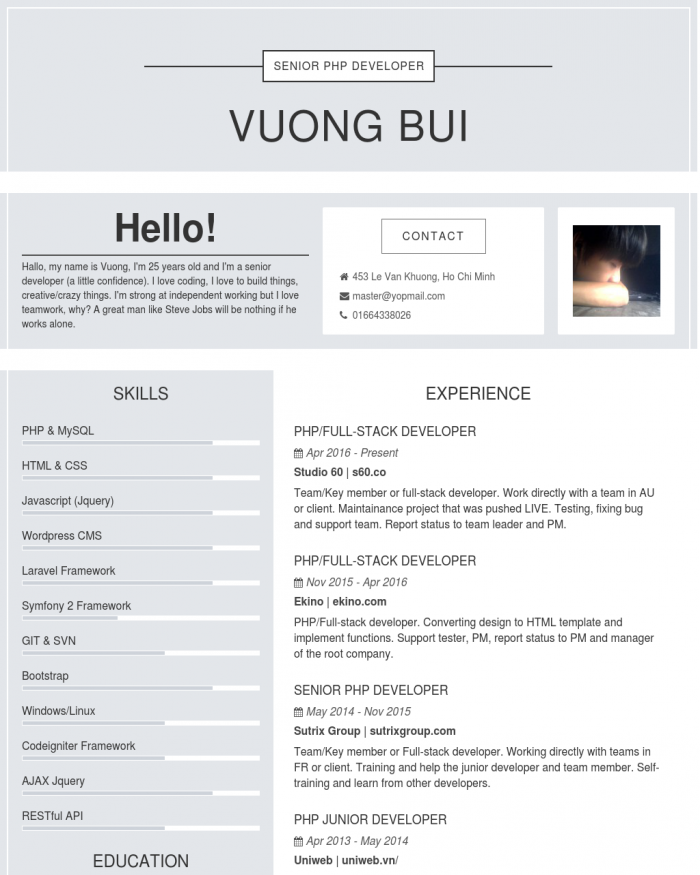 SENIOR PHP DEVELOPER
VUONG BUI
Hello!
Hallo, my name is Vuong, I'm 25 years old and I'm a senior
developer (a little confidence). I love coding, I love to build things,
creative/crazy things. I'm strong at independent working but I love
teamwork, why? A great man like Steve Jobs will be nothing if he
works alone.
CONTACT
453 Le Van Khuong, Ho Chi Minh
master@yopmail.com
01664338026
SKILLS
PHP & MySQL
HTML & CSS
Javascript (Jquery)
Wordpress CMS
Laravel Framework
Symfony 2 Framework
GIT & SVN
Bootstrap
Windows/Linux
Codeigniter Framework
AJAX Jquery
RESTful API
EDUCATION
EXPERIENCE
PHP/FULL-STACK DEVELOPER
Apr 2016 - Present
Studio 60 | s60.co
Team/Key member or full-stack developer. Work directly with a team in AU
or client. Maintainance project that was pushed LIVE. Testing, fixing bug
and support team. Report status to team leader and PM.
PHP/FULL-STACK DEVELOPER
Nov 2015 - Apr 2016
Ekino | ekino.com
PHP/Full-stack developer. Converting design to HTML template and
implement functions. Support tester, PM, report status to PM and manager
of the root company.
SENIOR PHP DEVELOPER
May 2014 - Nov 2015
Sutrix Group | sutrixgroup.com
Team/Key member or Full-stack developer. Working directly with teams in
FR or client. Training and help the junior developer and team member. Self-
training and learn from other developers.
PHP JUNIOR DEVELOPER
Apr 2013 - May 2014
Uniweb | uniweb.vn/